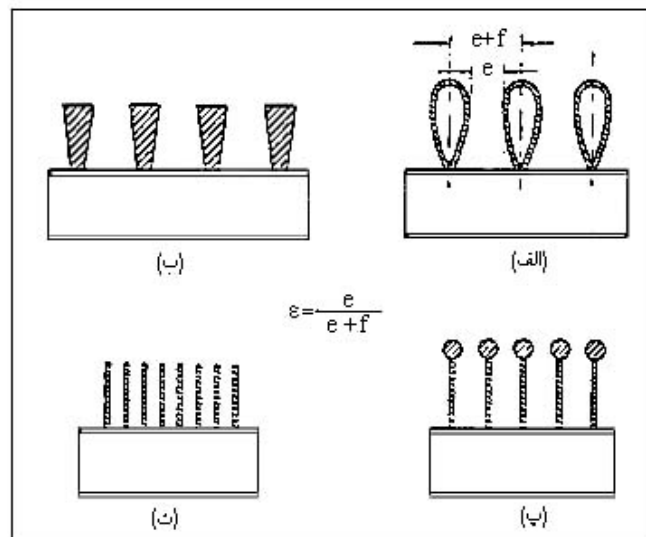 e+f
e
(الف)
(ب)
ε = e / e + f
(پ)
(ت)